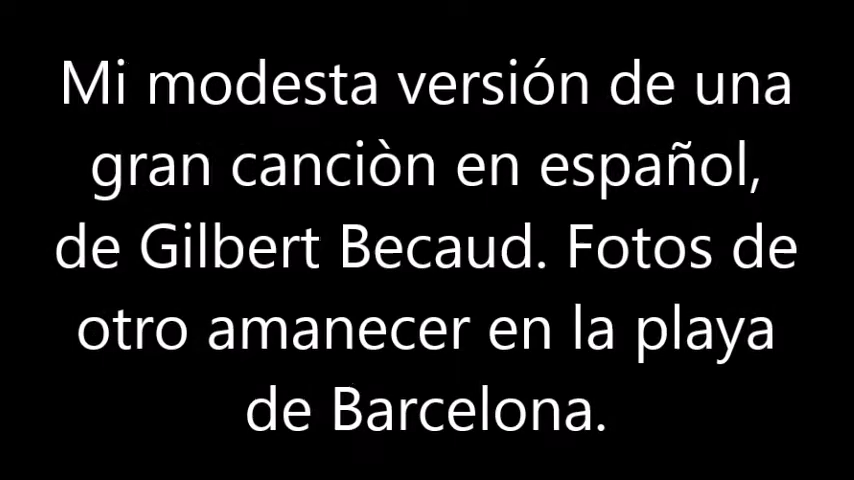 Mi modesta versión de una
gran canciòn en español,
de Gilbert Becaud. Fotos de
otro amanecer en la playa
de Barcelona.